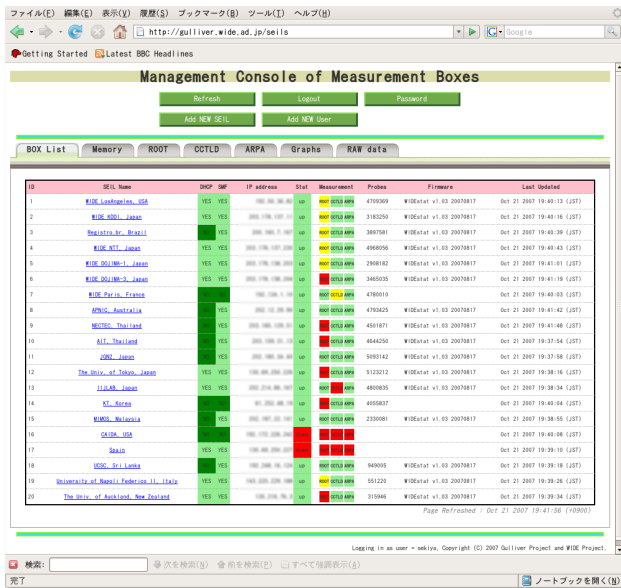 ファイル(F) 編集(E) 表示(V) 履歴(S) ブックマーク(B) ツール(T) ヘルプ(H)
http://gulliver.wide.ad.jp/seils Google
Getting Started Latest BBC Headlines
Management Console of Measurement Boxes
Refresh Logout Password
Add NEW SEIL Add NEW User
BOX List Memory ROOT CCTLD ARPA Graphs RAW data
ID SEIL Name DHCP SMF IP address Stat Measurement Probes Firmware Last Updated
1 WIDE LosAngeles, USA YES YES up ROOT CCTLD ARPA 4709369 WIDEstat v1.03 20070817 Oct 21 2007 19:40:13 (JST)
2 WIDE KDDI, Japan YES YES up ROOT CCTLD ARPA 3183250 WIDEstat v1.03 20070817 Oct 21 2007 19:40:16 (JST)
3 Registro.br, Brazil YES up ROOT CCTLD ARPA 3897581 WIDEstat v1.03 20070817 Oct 21 2007 19:40:39 (JST)
4 WIDE NTT, Japan YES YES up ROOT CCTLD ARPA 4968056 WIDEstat v1.03 20070817 Oct 21 2007 19:40:43 (JST)
5 WIDE DOJIMA-1, Japan YES YES up ROOT CCTLD ARPA 2908182 WIDEstat v1.03 20070817 Oct 21 2007 19:41:01 (JST)
6 WIDE DOJIMA-3, Japan YES YES up ROOT CCTLD ARPA 3465035 WIDEstat v1.03 20070817 Oct 21 2007 19:41:19 (JST)
7 WIDE Paris, France up ROOT CCTLD ARPA 4780010 Oct 21 2007 19:40:03 (JST)
8 APNIC, Australia YES up ROOT CCTLD ARPA 4793425 WIDEstat v1.03 20070817 Oct 21 2007 19:41:42 (JST)
9 NECTEC, Thailand YES up ROOT CCTLD ARPA 4501871 WIDEstat v1.03 20070817 Oct 21 2007 19:41:48 (JST)
10 AIT, Thailand YES up ROOT CCTLD ARPA 4644250 WIDEstat v1.03 20070817 Oct 21 2007 19:37:54 (JST)
11 JGN2, Japan YES up ROOT CCTLD ARPA 5093142 WIDEstat v1.03 20070817 Oct 21 2007 19:37:58 (JST)
12 The Univ. of Tokyo, Japan YES YES up ROOT CCTLD ARPA 5123212 WIDEstat v1.03 20070817 Oct 21 2007 19:38:16 (JST)
13 IIJLAB, Japan YES YES up ROOT CCTLD ARPA 4800835 WIDEstat v1.03 20070817 Oct 21 2007 19:38:34 (JST)
14 KT, Korea up ROOT CCTLD ARPA 4055837 Oct 21 2007 19:40:04 (JST)
15 MIMOS, Malaysia YES up ROOT CCTLD ARPA 2330081 WIDEstat v1.03 20070817 Oct 21 2007 19:38:55 (JST)
16 CAIDA, USA Oct 21 2007 19:40:08 (JST)
17 Spain YES YES Oct 21 2007 19:39:10 (JST)
18 UCSC, Sri Lanka YES up ROOT CCTLD ARPA 949005 WIDEstat v1.03 20070817 Oct 21 2007 19:39:18 (JST)
19 University of Napoli Federico II, Italy YES YES up ROOT CCTLD ARPA 551220 WIDEstat v1.03 20070817 Oct 21 2007 19:39:26 (JST)
20 The Univ. of Auckland, New Zealand YES YES up ROOT CCTLD ARPA 315946 WIDEstat v1.03 20070817 Oct 21 2007 19:39:34 (JST)
Page Refreshed : Oct 21 2007 19:41:56 (+0900)
Logging in as user = sekiya, Copyright (C) 2007 Gulliver Project and WIDE Project.
検索: 次を検索(N) 前を検索(P) すべて強調表示(A)
完了 ノートブックを開く(N)